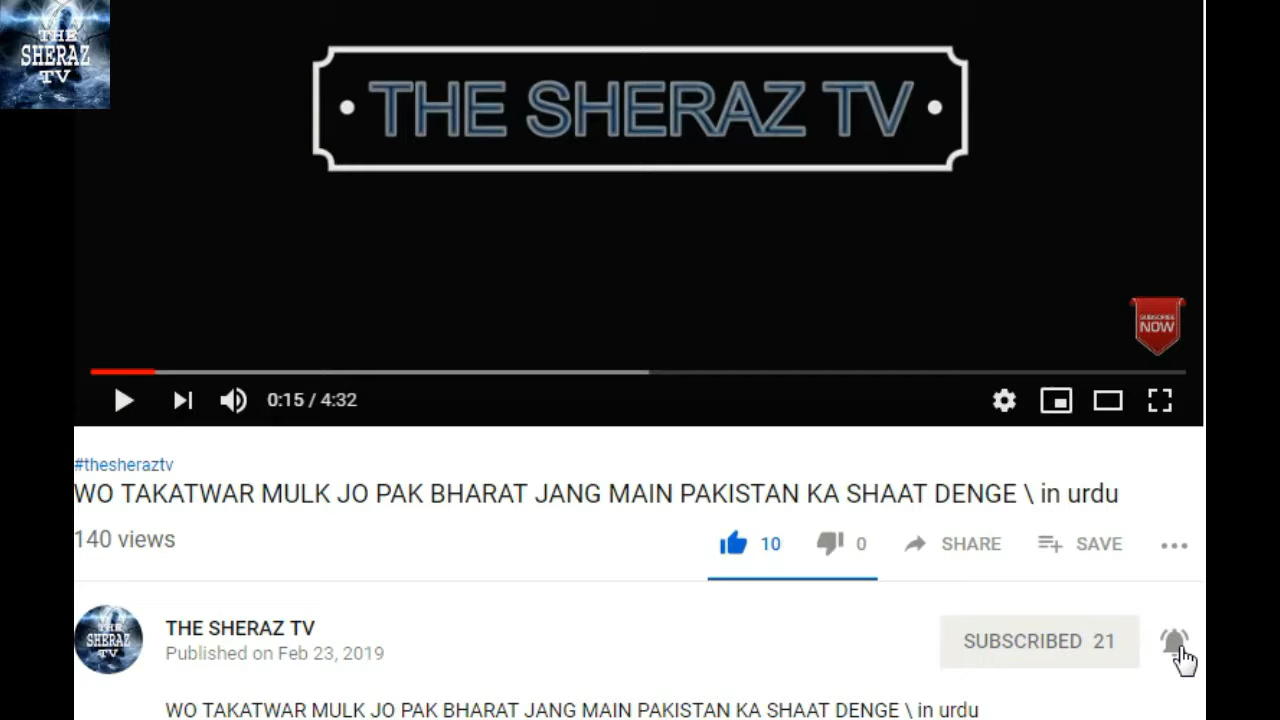 THE
SHERAZ
TV
THE SHERAZ TV
SUBSCRIBE
NOW
0:15 / 4:32
#thesheraztv
WO TAKATWAR MULK JO PAK BHARAT JANG MAIN PAKISTAN KA SHAAT DENGE \ in urdu
140 views
10 0 SHARE SAVE
THE
SHERAZ
TV
THE SHERAZ TV
Published on Feb 23, 2019
SUBSCRIBED 21
WO TAKATWAR MULK JO PAK BHARAT JANG MAIN PAKISTAN KA SHAAT DENGE \ in urdu